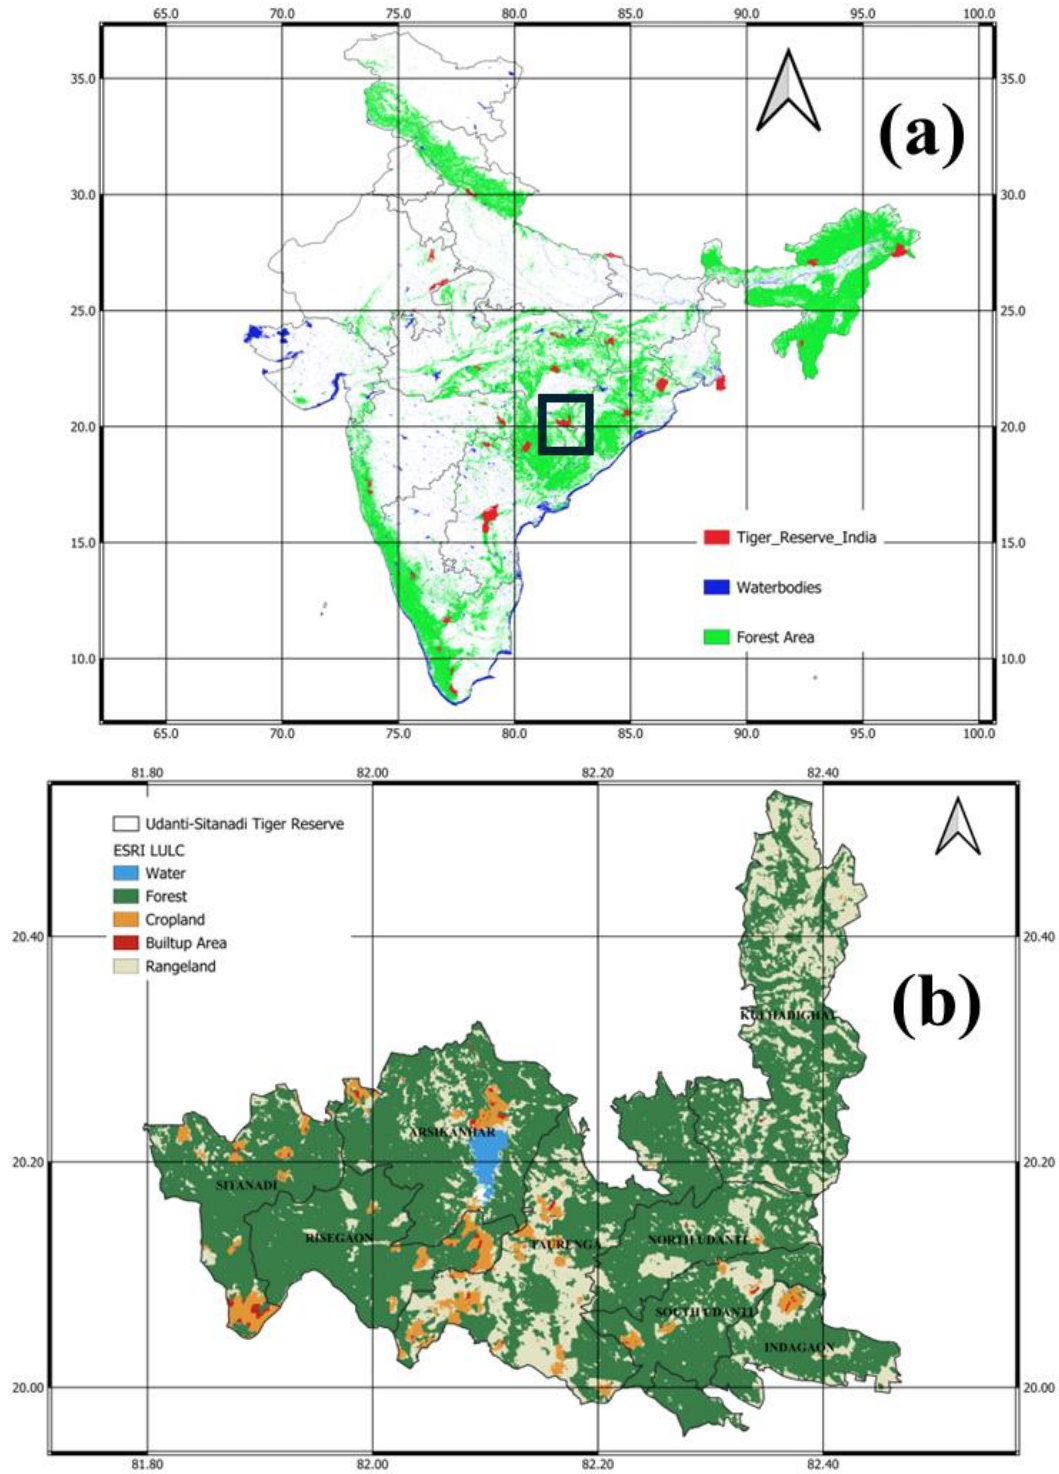 65.0 70.0 75.0 80.0 85.0 90.0 95.0 100.0
(a)
35.0 35.0
30.0 30.0
25.0 25.0
20.0 20.0
15.0 15.0
10.0 10.0
Tiger_Reserve_India
Waterbodies
Forest Area
65.0 70.0 75.0 80.0 85.0 90.0 95.0 100.0
81.80 82.00 82.20 82.40
Udanti-Sitanadi Tiger Reserve
ESRI LULC
Water
Forest
Cropland
Builtup Area
Rangeland
20.40 20.40
(b)
KULHADIGHAT
ARSIKANHAR
20.20 20.20
SITANADI
RISEGAON
TAURENGA
NORTH UDANTI
SOUTH UDANTI
INDAGAON
20.00 20.00
81.80 82.00 82.20 82.40